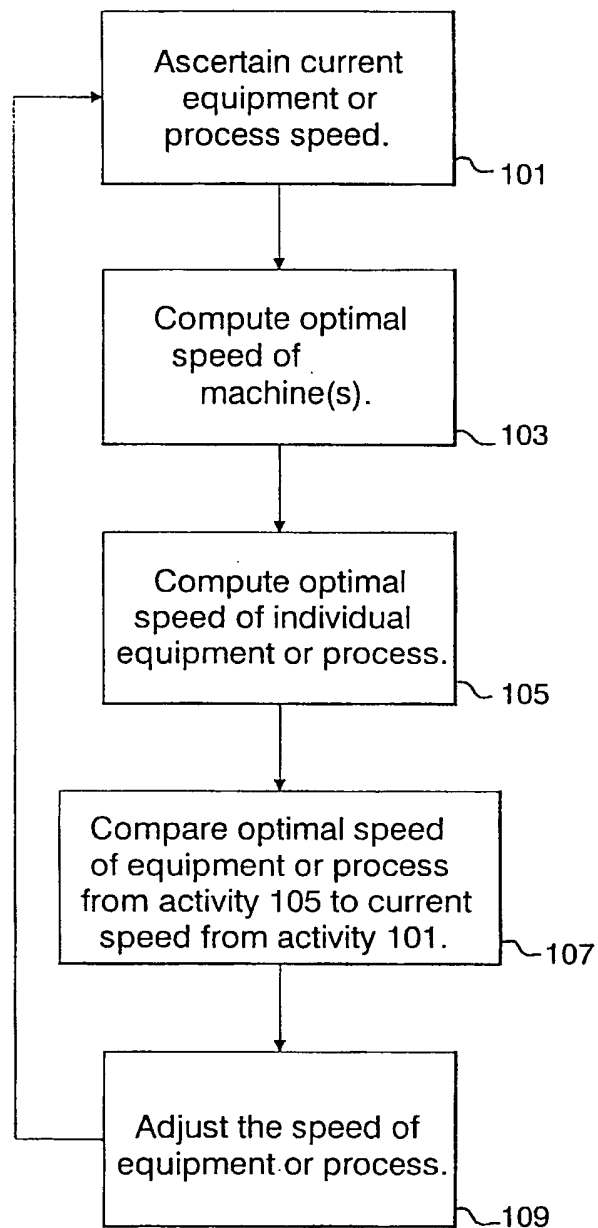 Ascertain current
equipment or
process speed.
101
Compute optimal
speed of
machine(s).
103
Compute optimal
speed of individual
equipment or process.
105
Compare optimal speed
of equipment or process
from activity 105 to current
speed from activity 101.
107
Adjust the speed of
equipment or process.
109